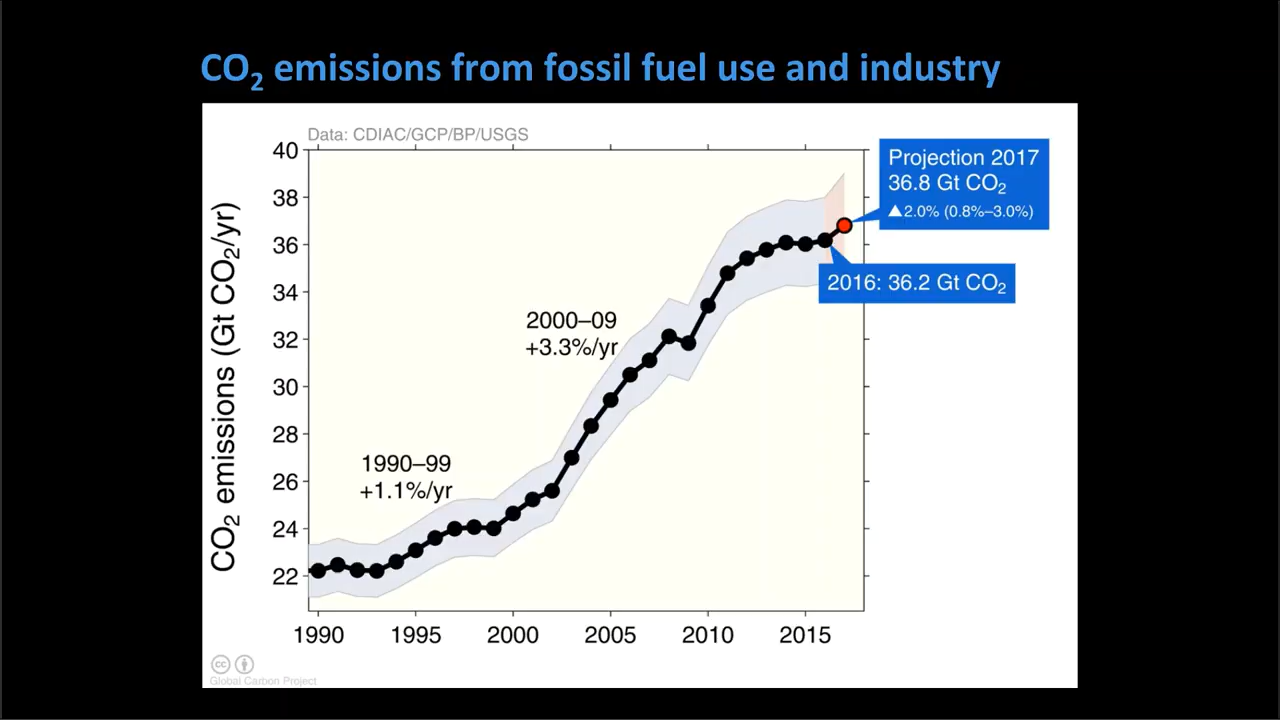 CO₂ emissions from fossil fuel use and industry
Data: CDIAC/GCP/BP/USGS
Projection 2017
36.8 Gt CO₂
▲2.0% (0.8%–3.0%)
2016: 36.2 Gt CO₂
2000–09
+3.3%/yr
1990–99
+1.1%/yr
CO₂ emissions (Gt CO₂/yr)
40
38
36
34
32
30
28
26
24
22
1990 1995 2000 2005 2010 2015
cc
Global Carbon Project